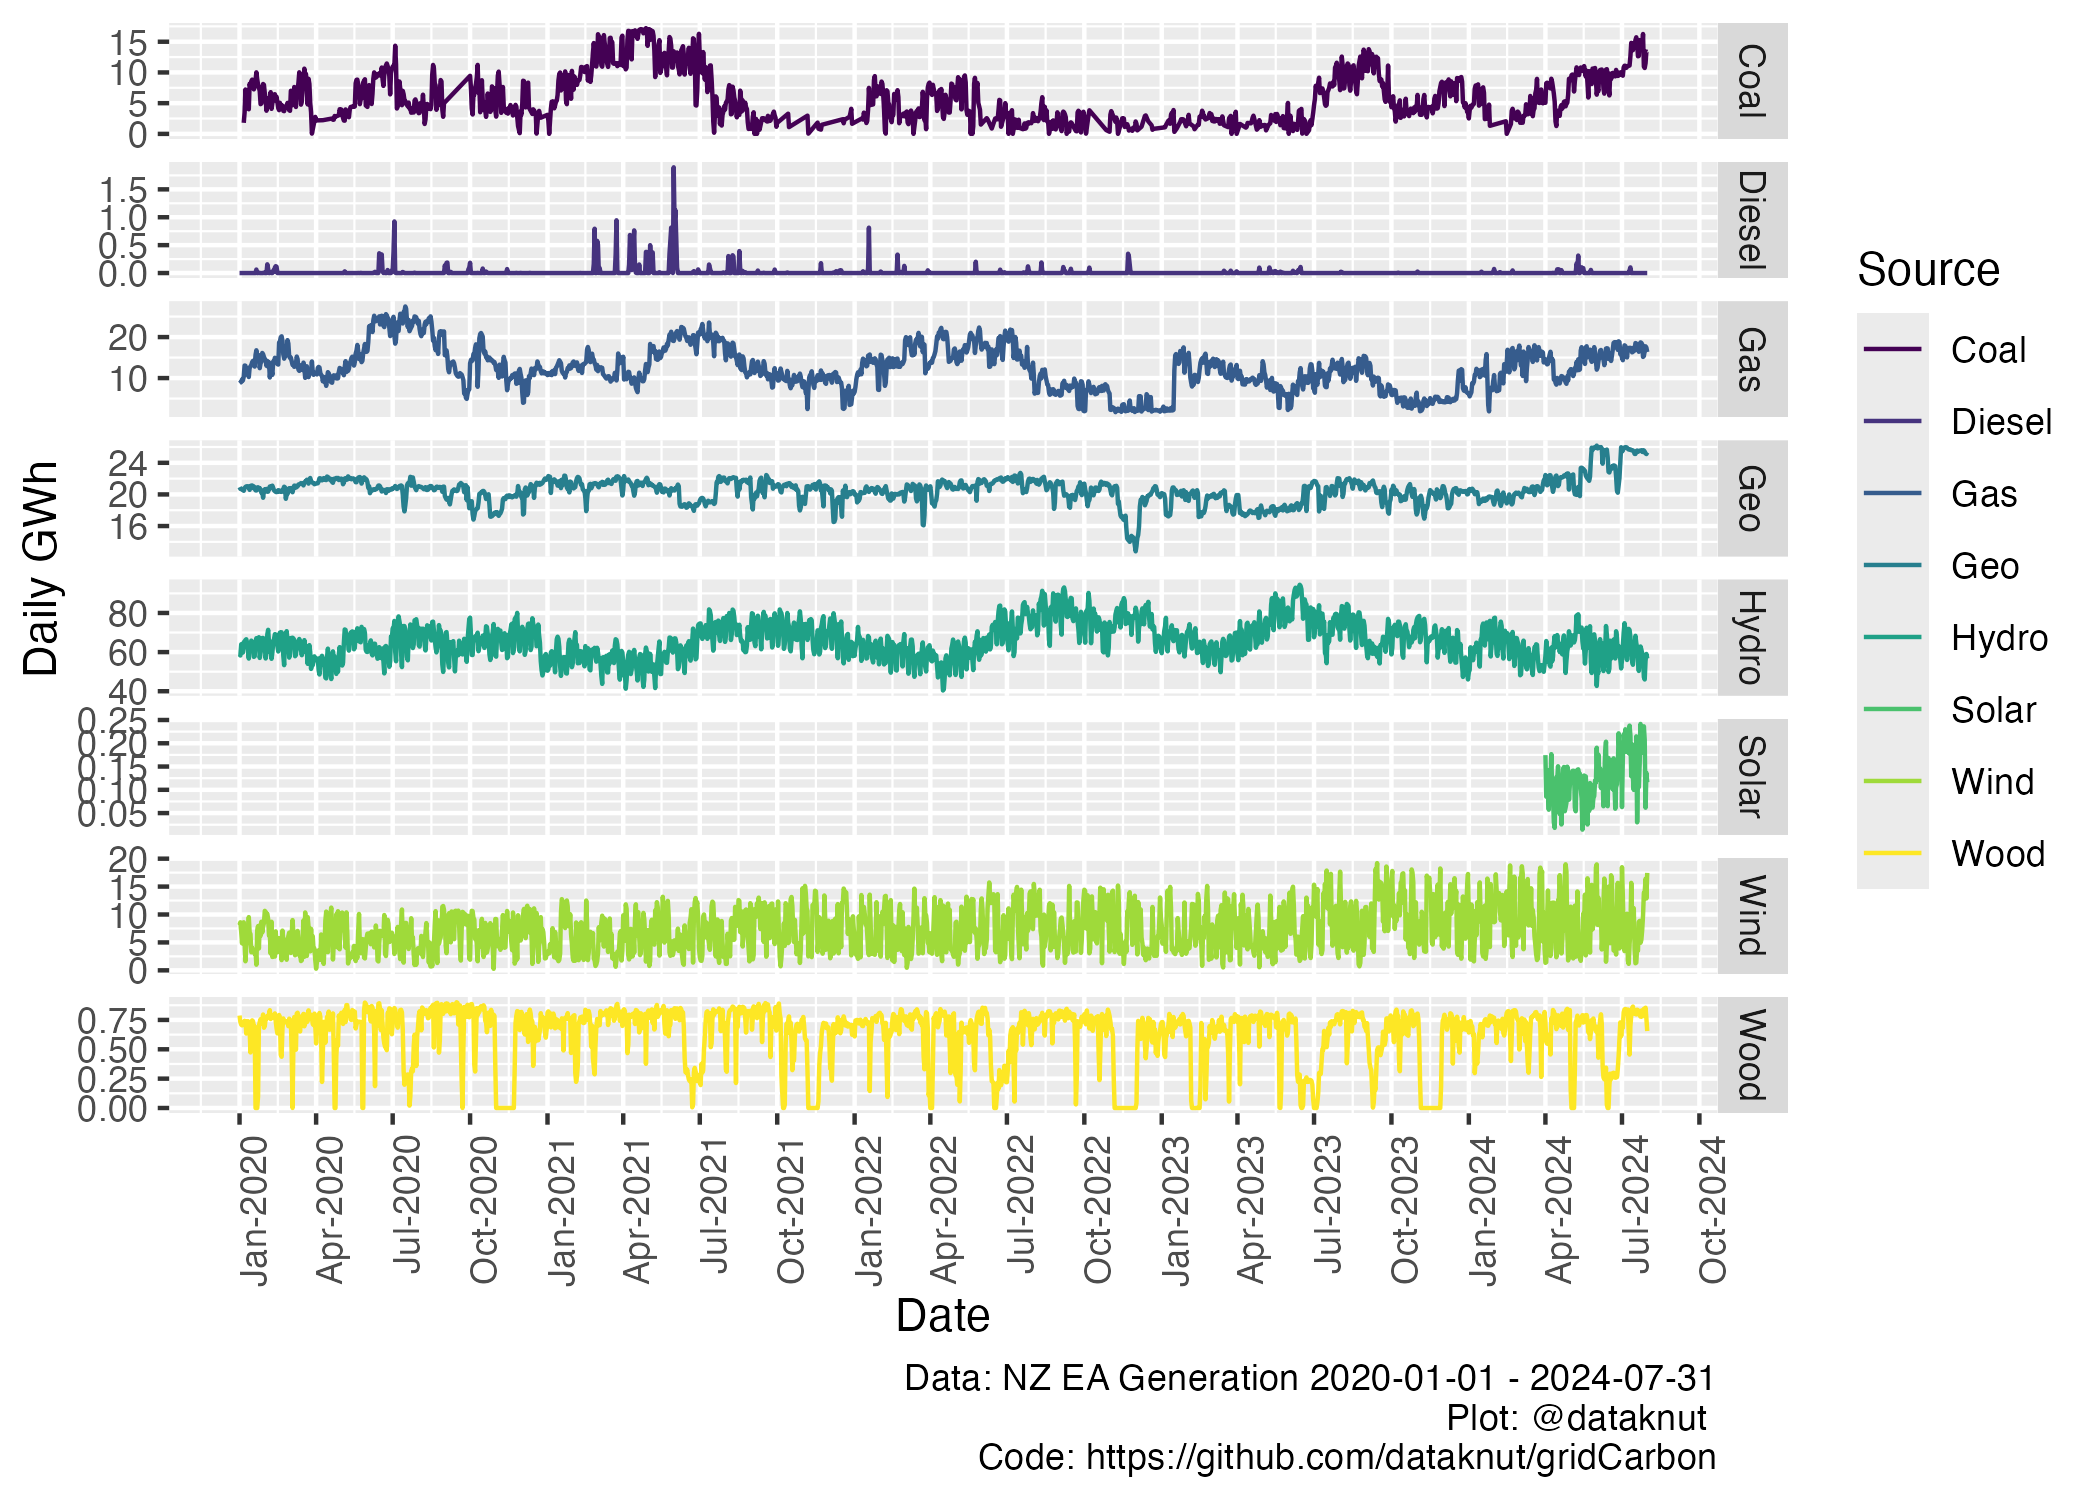 Daily GWh
15
10
5
0
Coal
1.5
1.0
0.5
0.0
Diesel
20
10
Gas
24
20
16
Geo
80
60
40
Hydro
0.25
0.20
0.15
0.10
0.05
Solar
20
15
10
5
0
Wind
0.75
0.50
0.25
0.00
Wood
Jan-2020
Apr-2020
Jul-2020
Oct-2020
Jan-2021
Apr-2021
Jul-2021
Oct-2021
Jan-2022
Apr-2022
Jul-2022
Oct-2022
Jan-2023
Apr-2023
Jul-2023
Oct-2023
Jan-2024
Apr-2024
Jul-2024
Oct-2024
Date
Source
Coal
Diesel
Gas
Geo
Hydro
Solar
Wind
Wood
Data: NZ EA Generation 2020-01-01 - 2024-07-31
Plot: @dataknut
Code: https://github.com/dataknut/gridCarbon